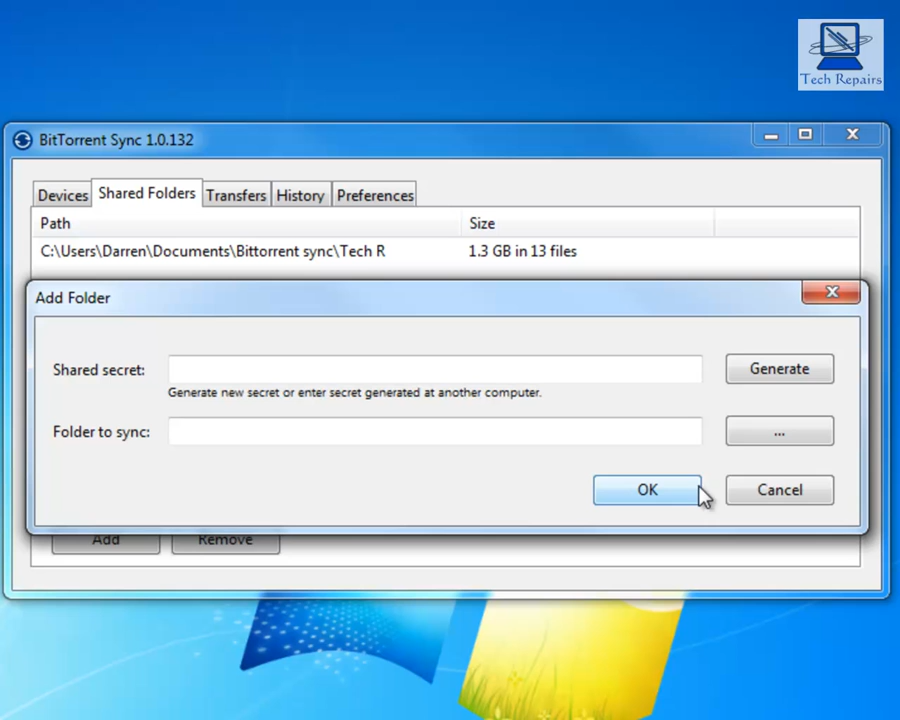 Tech Repairs
BitTorrent Sync 1.0.132
Devices Shared Folders Transfers History Preferences
Path Size
C:\Users\Darren\Documents\Bittorrent sync\Tech R 1.3 GB in 13 files
Add Folder
Shared secret: Generate
Generate new secret or enter secret generated at another computer.
Folder to sync: ...
OK Cancel
Add Remove